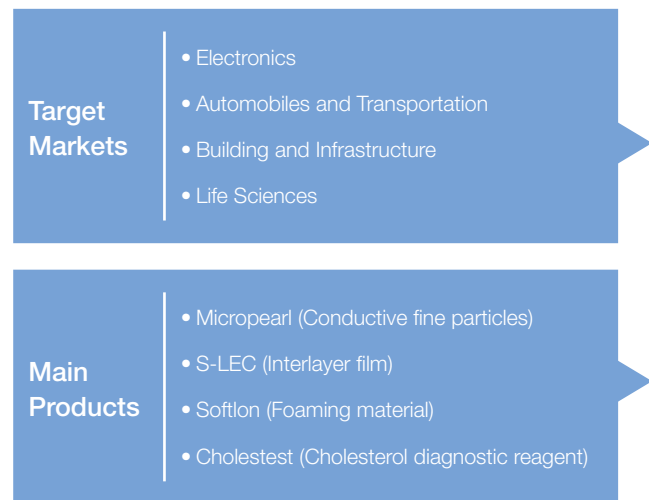 Target
Markets
• Electronics
• Automobiles and Transportation
• Building and Infrastructure
• Life Sciences
Main
Products
• Micropearl (Conductive fine particles)
• S-LEC (Interlayer film)
• Softlon (Foaming material)
• Cholestest (Cholesterol diagnostic reagent)